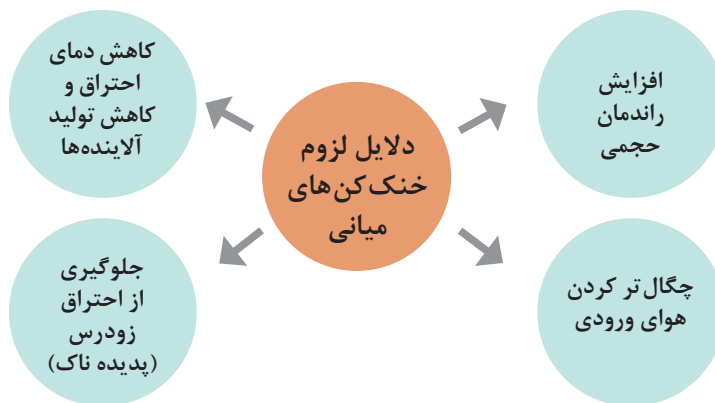 دلایل لزوم
خنک‌کن‌های
میانی
افزایش
راندمان
حجمی
چگال‌تر کردن
هوای ورودی
کاهش دمای
احتراق و
کاهش تولید
آلاینده‌ها
جلوگیری
از احتراق
زودرس
(پدیده ناک)